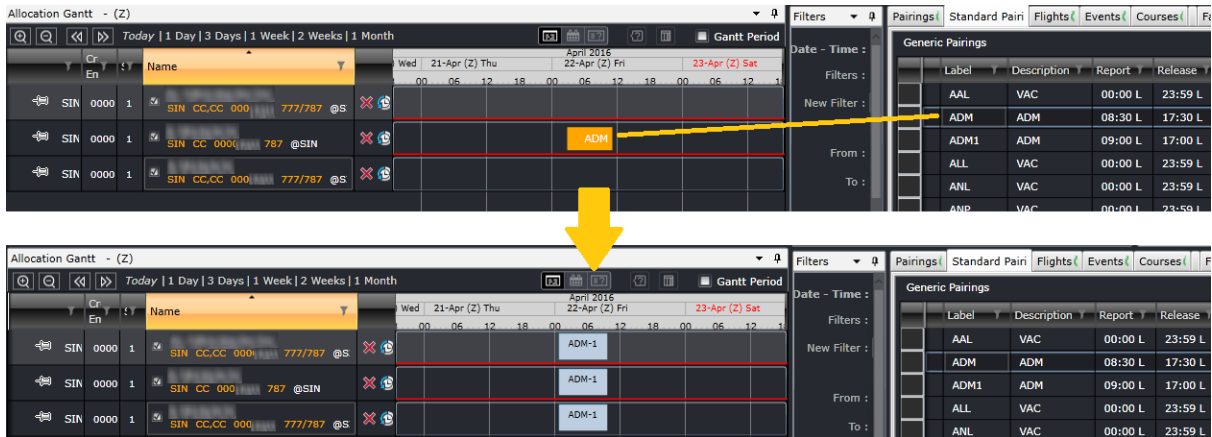 Allocation Gantt - (Z)
Today | 1 Day | 3 Days | 1 Week | 2 Weeks | 1 Month
Gantt Period
Cr
En
Name
April 2016
Wed 21-Apr (Z) Thu 22-Apr (Z) Fri 23-Apr (Z) Sat
00 06 12 18 00 06 12 18 00 06 12
SIN 0000 1 SIN CC,CC 000 777/787 @S
SIN 0000 1 SIN CC 000 787 @SIN ADM
SIN 0000 1 SIN CC,CC 000 777/787 @S
Filters
Date - Time :
Filters :
New Filter :
From :
To :
Pairings Standard Pairi Flights Events Courses
Generic Pairings
Label Description Report Release
AAL VAC 00:00 L 23:59 L
ADM ADM 08:30 L 17:30 L
ADM1 ADM 09:00 L 17:00 L
ALL VAC 00:00 L 23:59 L
ANL VAC 00:00 L 23:59 L
ANP VAC 00:00 L 23:59 L
Allocation Gantt - (Z)
Today | 1 Day | 3 Days | 1 Week | 2 Weeks | 1 Month
Gantt Period
Cr
En
Name
April 2016
Wed 21-Apr (Z) Thu 22-Apr (Z) Fri 23-Apr (Z) Sat
00 06 12 18 00 06 12 18 00 06 12
SIN 0000 1 SIN CC,CC 000 777/787 @S ADM-1
SIN 0000 1 SIN CC 000 787 @SIN ADM-1
SIN 0000 1 SIN CC,CC 000 777/787 @S ADM-1
Filters
Date - Time :
Filters :
New Filter :
From :
To :
Pairings Standard Pairi Flights Events Courses
Generic Pairings
Label Description Report Release
AAL VAC 00:00 L 23:59 L
ADM ADM 08:30 L 17:30 L
ADM1 ADM 09:00 L 17:00 L
ALL VAC 00:00 L 23:59 L
ANL VAC 00:00 L 23:59 L